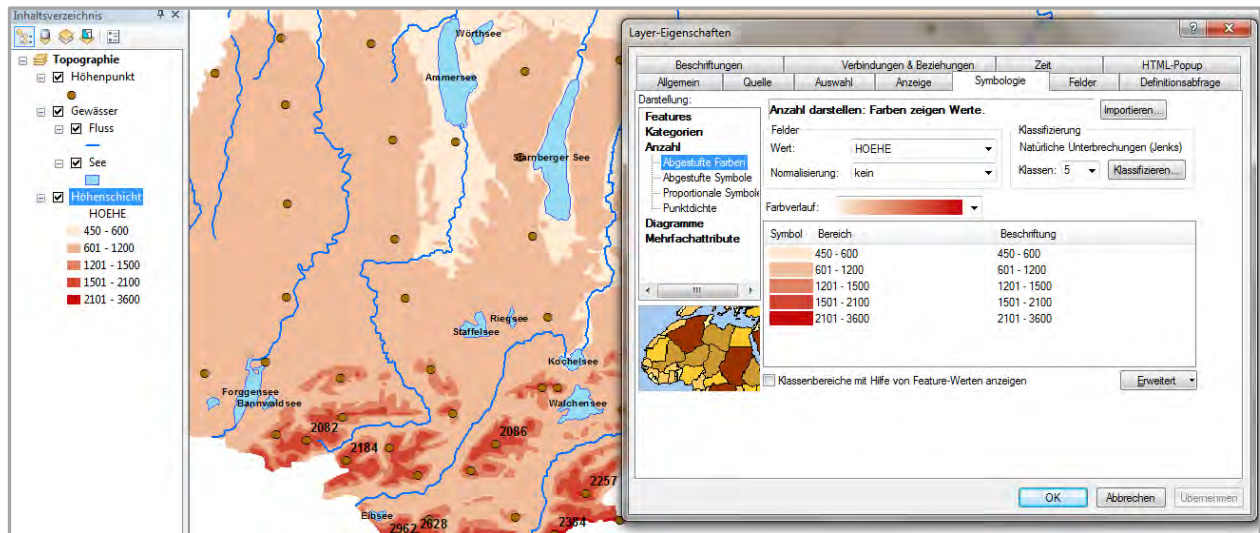 Inhaltsverzeichnis
Topographie
Höhenpunkt
Gewässer
Fluss
See
Höhenschicht
HOEHE
450 - 600
601 - 1200
1201 - 1500
1501 - 2100
2101 - 3600
Wörthsee
Ammersee
Starnberger See
Riegsee
Staffelsee
Kochelsee
Forggensee
Bannwaldsee
Walchensee
2082
2184
2086
2257
Eibsee
2962
2628
2364
Layer-Eigenschaften
Beschriftungen
Verbindungen & Beziehungen
Zeit
HTML-Popup
Allgemein
Quelle
Auswahl
Anzeige
Symbologie
Felder
Definitionsabfrage
Darstellung:
Features
Kategorien
Anzahl
Abgestufte Farben
Abgestufte Symbole
Proportionale Symbole
Punktdichte
Diagramme
Mehrfachattribute
Anzahl darstellen: Farben zeigen Werte.
Importieren...
Felder
Wert:
HOEHE
Normalisierung:
kein
Klassifizierung
Natürliche Unterbrechungen (Jenks)
Klassen:
5
Klassifizieren...
Farbverlauf:
Symbol Bereich Beschriftung
450 - 600 450 - 600
601 - 1200 601 - 1200
1201 - 1500 1201 - 1500
1501 - 2100 1501 - 2100
2101 - 3600 2101 - 3600
Klassenbereiche mit Hilfe von Feature-Werten anzeigen
Erweitert
OK
Abbrechen
Übernehmen